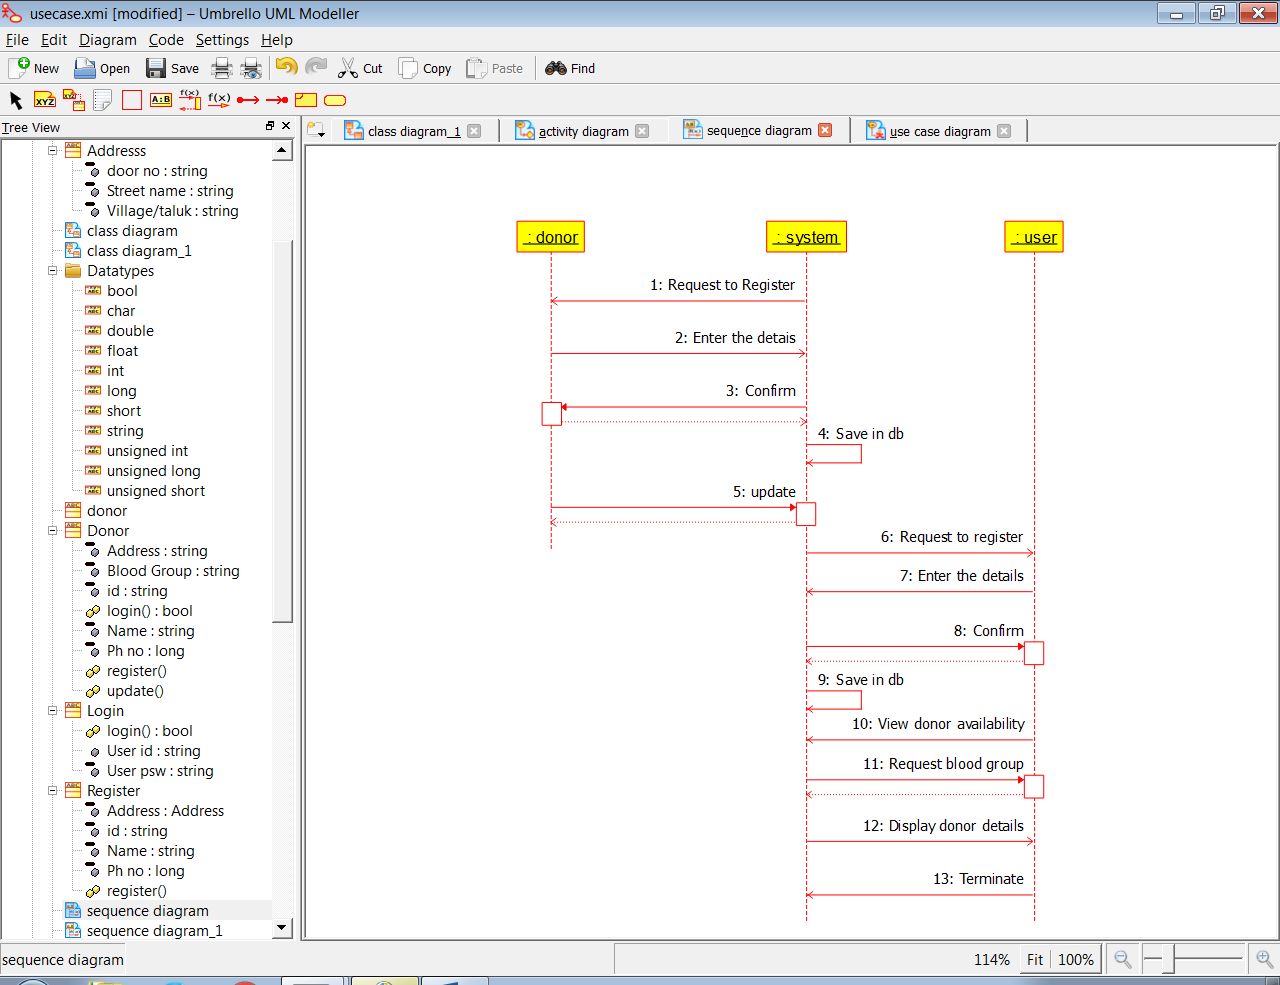 usecase.xmi [modified] – Umbrello UML Modeller
File Edit Diagram Code Settings Help
New Open Save Cut Copy Paste Find
XYZ XYZ A:B f(x) f(x)
Tree View
class diagram_1 activity diagram sequence diagram use case diagram
Addresss
door no : string
Street name : string
Village/taluk : string
class diagram
class diagram_1
Datatypes
bool
char
double
float
int
long
short
string
unsigned int
unsigned long
unsigned short
donor
Donor
Address : string
Blood Group : string
id : string
login() : bool
Name : string
Ph no : long
register()
update()
Login
login() : bool
User id : string
User psw : string
Register
Address : Address
id : string
Name : string
Ph no : long
register()
sequence diagram
sequence diagram_1
: donor : system : user
1: Request to Register
2: Enter the detais
3: Confirm
4: Save in db
5: update
6: Request to register
7: Enter the details
8: Confirm
9: Save in db
10: View donor availability
11: Request blood group
12: Display donor details
13: Terminate
sequence diagram 114% Fit 100%